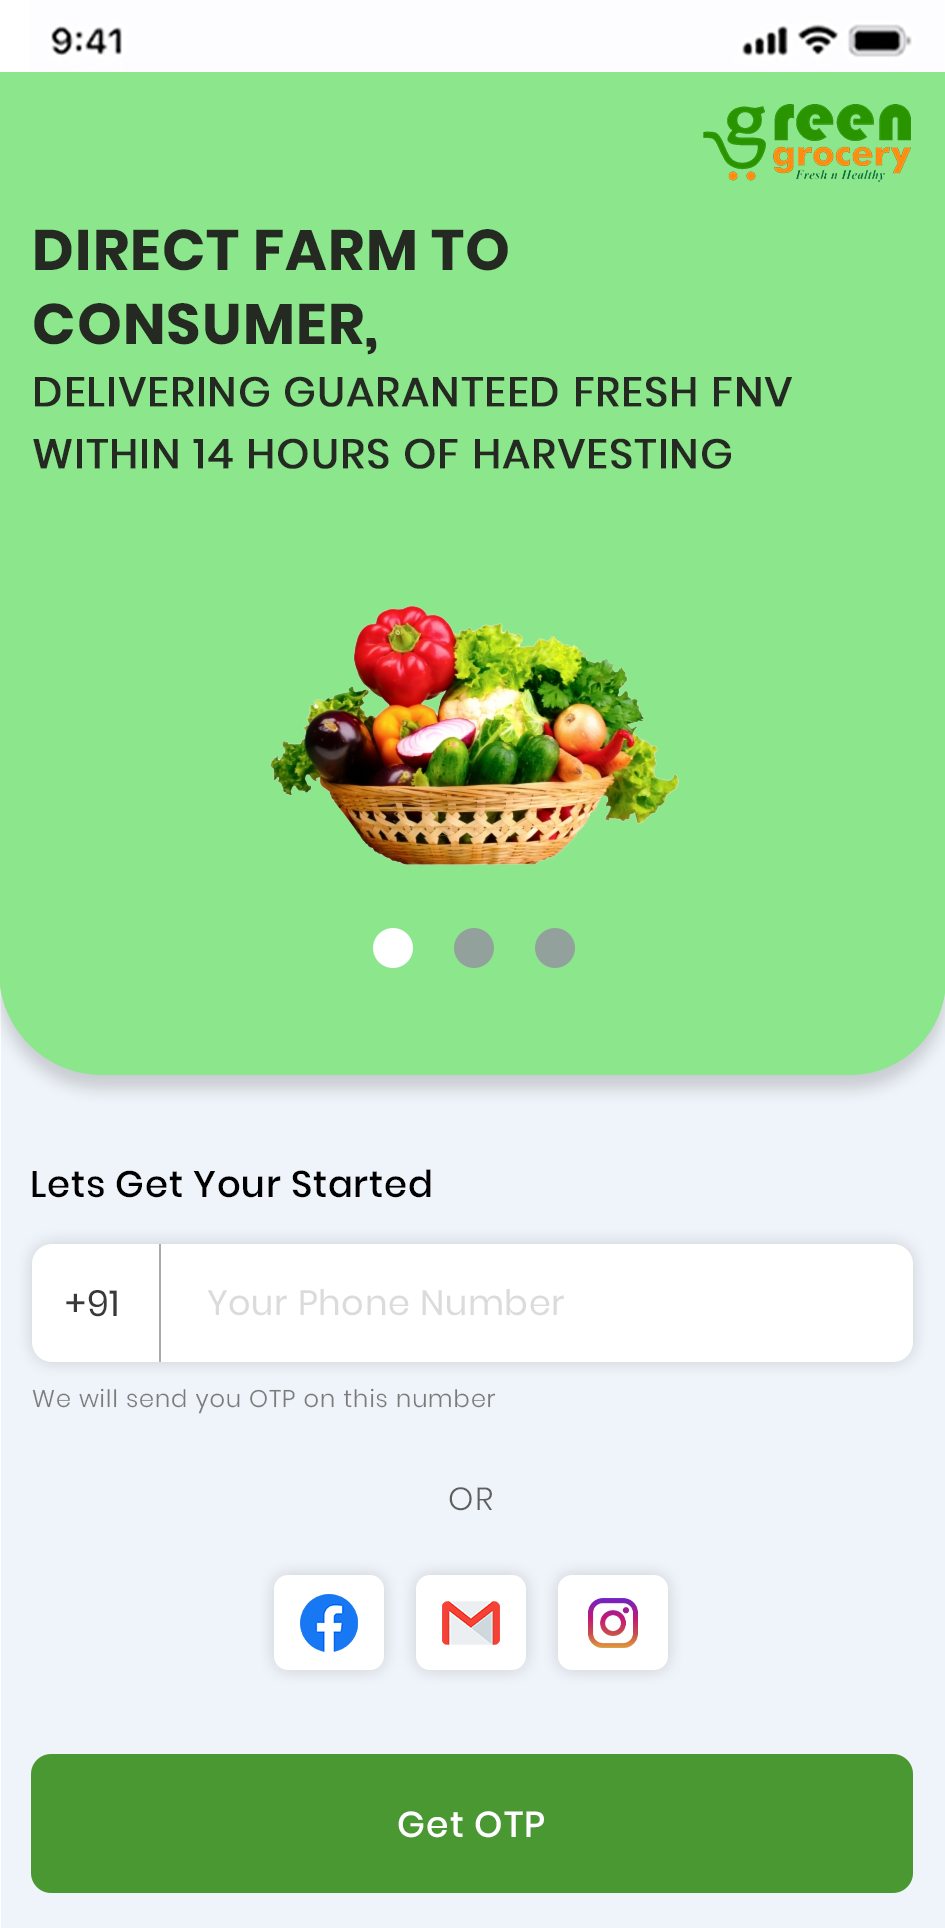 9:41
green
grocery
Fresh n Healthy
DIRECT FARM TO
CONSUMER,
DELIVERING GUARANTEED FRESH FNV
WITHIN 14 HOURS OF HARVESTING
Lets Get Your Started
+91 Your Phone Number
We will send you OTP on this number
OR
Get OTP